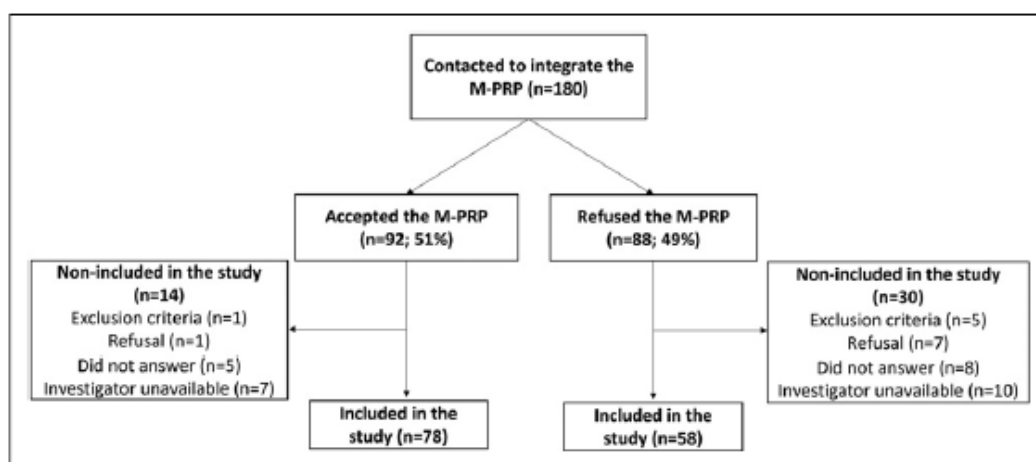 Contacted to integrate the
M-PRP (n=180)
Accepted the M-PRP
(n=92; 51%)
Refused the M-PRP
(n=88; 49%)
Non-included in the study
(n=14)
Exclusion criteria (n=1)
Refusal (n=1)
Did not answer (n=5)
Investigator unavailable (n=7)
Non-included in the study
(n=30)
Exclusion criteria (n=5)
Refusal (n=7)
Did not answer (n=8)
Investigator unavailable (n=10)
Included in the
study (n=78)
Included in the
study (n=58)